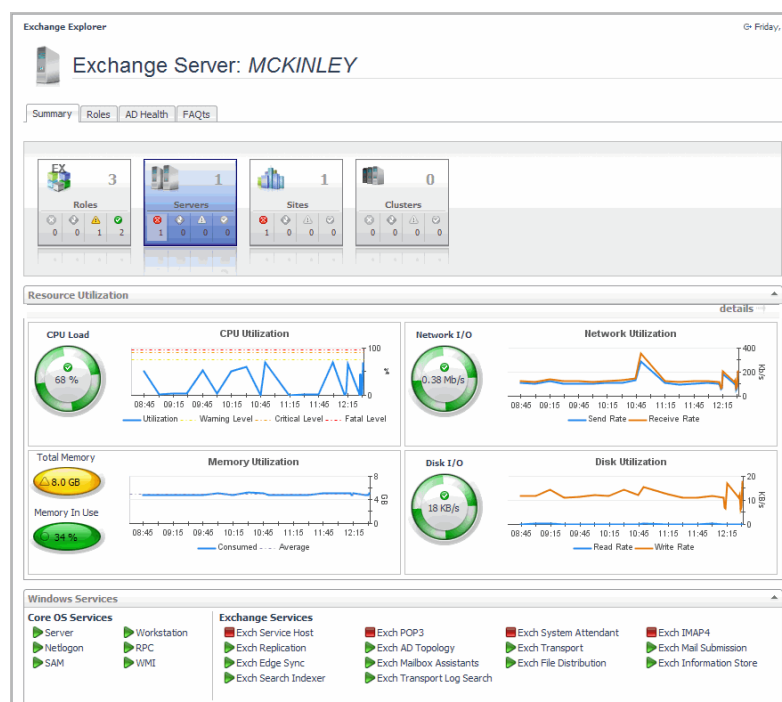 Exchange Explorer
Friday,
Exchange Server: MCKINLEY
Summary Roles AD Health FAQts
EX 3 1 1 0
Roles Servers Sites Clusters
0 0 1 2 1 0 0 0 1 0 0 0 0 0 0 0
Resource Utilization
details
CPU Load CPU Utilization
68 %
100
%
0
08:45 09:15 09:45 10:15 10:45 11:15 11:45 12:15
Utilization Warning Level Critical Level Fatal Level
Network I/O Network Utilization
0.38 Mb/s
400
200
0
Kb/s
08:45 09:15 09:45 10:15 10:45 11:15 11:45 12:15
Send Rate Receive Rate
Total Memory Memory Utilization
8.0 GB
Memory In Use
34 %
8
4
0
GB
08:45 09:15 09:45 10:15 10:45 11:15 11:45 12:15
Consumed Average
Disk I/O Disk Utilization
18 KB/s
20
10
0
KB/s
08:45 09:15 09:45 10:15 10:45 11:15 11:45 12:15
Read Rate Write Rate
Windows Services
Core OS Services
Server Workstation
Netlogon RPC
SAM WMI
Exchange Services
Exch Service Host Exch POP3 Exch System Attendant Exch IMAP4
Exch Replication Exch AD Topology Exch Transport Exch Mail Submission
Exch Edge Sync Exch Mailbox Assistants Exch File Distribution Exch Information Store
Exch Search Indexer Exch Transport Log Search